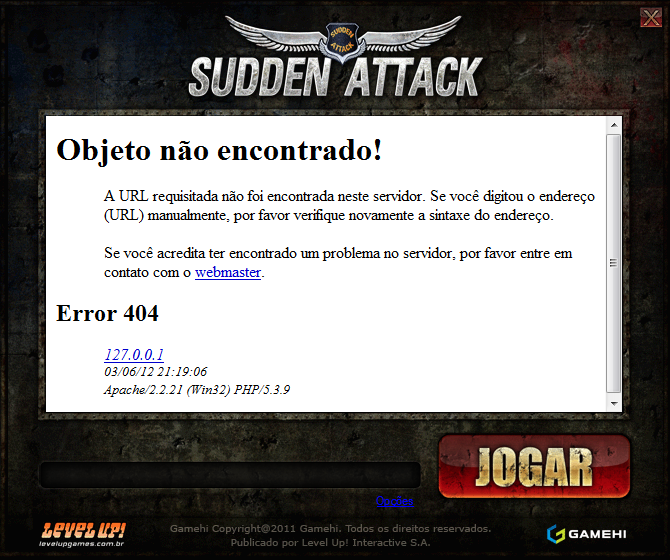 SUDDEN
ATTACK
SUDDEN ATTACK
Objeto não encontrado!
A URL requisitada não foi encontrada neste servidor. Se você digitou o endereço
(URL) manualmente, por favor verifique novamente a sintaxe do endereço.
Se você acredita ter encontrado um problema no servidor, por favor entre em
contato com o webmaster.
Error 404
127.0.0.1
03/06/12 21:19:06
Apache/2.2.21 (Win32) PHP/5.3.9
JOGAR
LEVEL UP!
levelupgames.com.br
Gamehi Copyright@2011 Gamehi. Todos os direitos reservados.
Publicado por Level Up! Interactive S.A.
GAMEHI